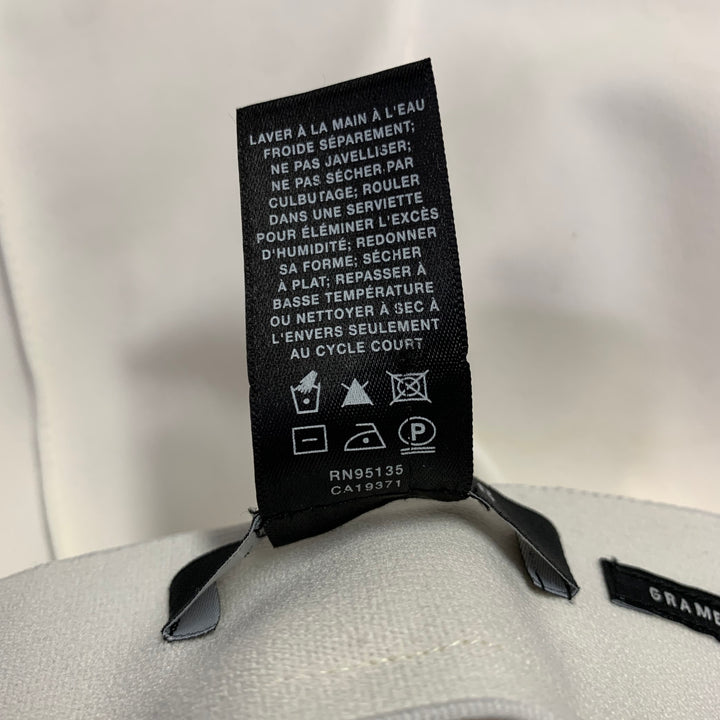 LAVER À LA MAIN À L'EAU
FROIDE SÉPAREMENT;
NE PAS JAVELLISER;
NE PAS SÉCHER PAR
CULBUTAGE; ROULER
DANS UNE SERVIETTE
POUR ÉLÉMINER L'EXCÈS
D'HUMIDITÉ; REDONNER
SA FORME; SÉCHER
À PLAT; REPASSER À
BASSE TEMPÉRATURE
OU NETTOYER À SEC À
L'ENVERS SEULEMENT
AU CYCLE COURT
P
RN95135
CA19371